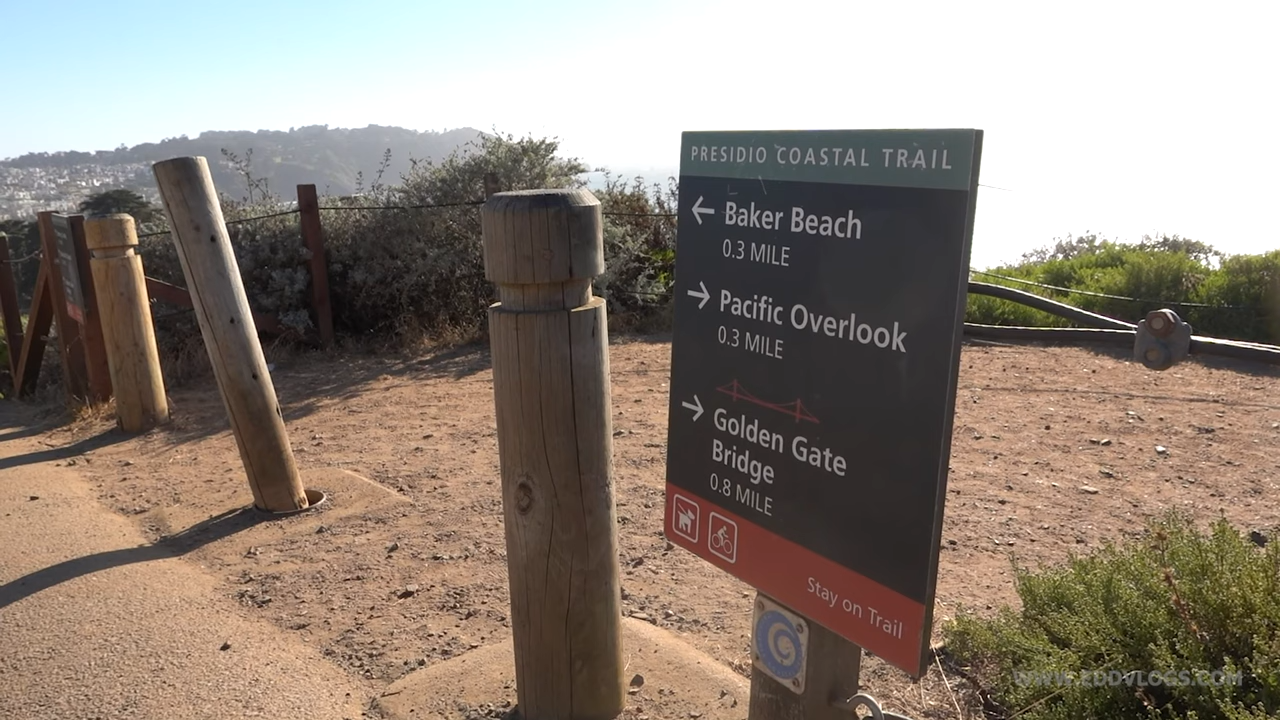 PRESIDIO COASTAL TRAIL
← Baker Beach
0.3 MILE
→ Pacific Overlook
0.3 MILE
→ Golden Gate
Bridge
0.8 MILE
Stay on Trail
WWW.EDDVLOGS.COM